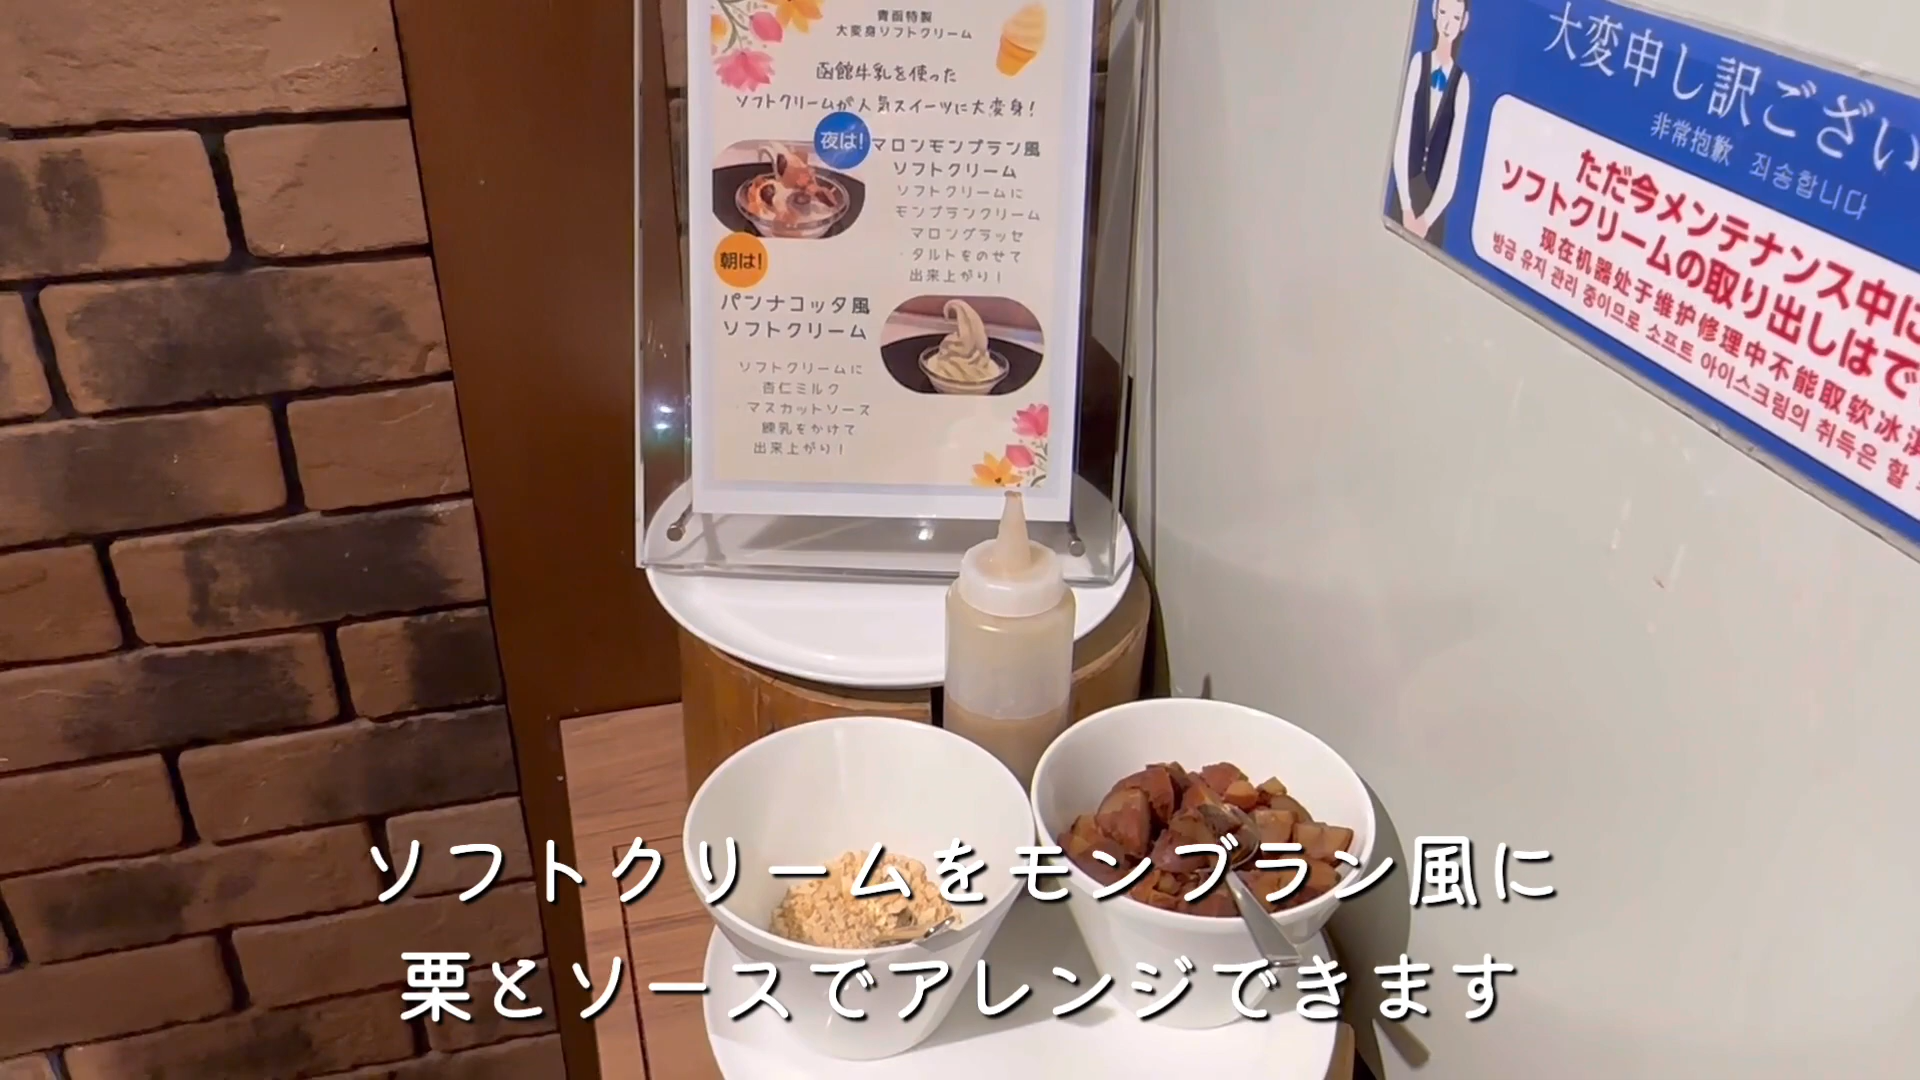 青函特製
大変身ソフトクリーム
函館牛乳を使った
ソフトクリームが人気スイーツに大変身!
夜は!
マロンモンブラン風
ソフトクリーム
ソフトクリームに
モンブランクリーム
マロングラッセ
タルトをのせて
出来上がり!
朝は!
パンナコッタ風
ソフトクリーム
ソフトクリームに
杏仁ミルク
マスカットソース
練乳をかけて
出来上がり!
大変申し訳ござい
非常抱歉 죄송합니다
ただ今メンテナンス中に
ソフトクリームの取り出しはで
现在机器处于维护修理中不能取软冰淇
방금 유지 관리 중이므로 소프트 아이스크림의 취득은 할
ソフトクリームをモンブラン風に
栗とソースでアレンジできます